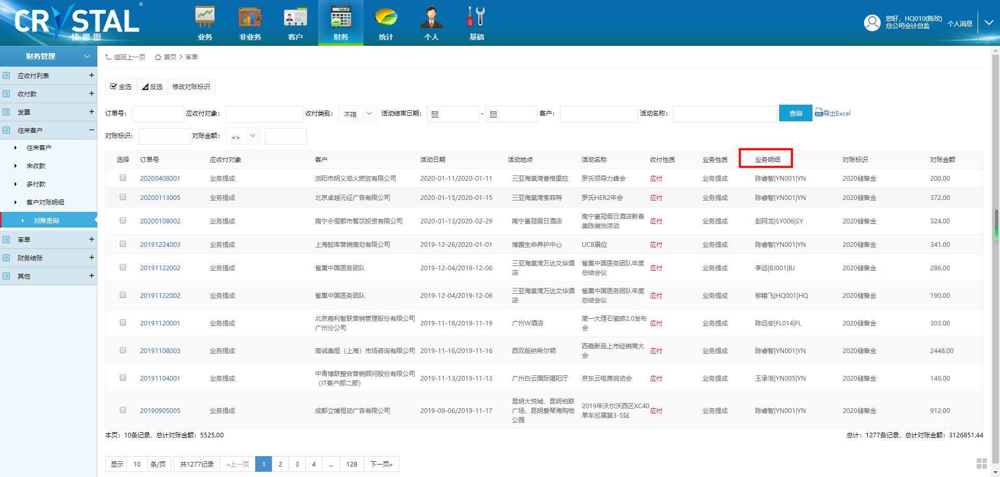 CRYSTAL ®
快思图
业务 非业务 客户 财务 统计 个人 基础
您好，HQ010(陈玟)
总公司会计总监
个人消息
财务管理
应收付列表 +
收付款 +
发票 +
往来客户 −
往来客户
未收款
多付款
客户对账明细
对账查询
审单 +
财务结账 +
其他 +
返回上一页 首页 > 审单
全选 反选 修改对账标识
订单号： 应收付对象： 收付类别： 不限 活动结束日期： - 客户： 活动名称： 查询 导出Excel
对账标识： 对账金额： <>
选择 订单号 应收付对象 客户 活动日期 活动地点 活动名称 收付性质 业务性质 业务明细 对账标识 对账金额
20200408001 业务提成 浏阳市明义焰火燃放有限公司 2020-01-11/2020-01-11 三亚海棠湾香格里拉 罗氏领导力峰会 应付 业务提成 陈睿智|YN001|YN 2020储备金 200.00
20200113005 业务提成 北京卓越元征广告有限公司 2020-01-15/2020-01-15 三亚海棠湾索菲特 罗氏HER2年会 应付 业务提成 陈睿智|YN001|YN 2020储备金 372.00
20200108002 业务提成 南宁永恒都市餐饮投资有限公司 2020-01-13/2020-02-29 南宁皇冠假日酒店 南宁皇冠假日酒店新春
美陈装饰活动 应付 业务提成 赵阿龙|SY006|SY 2020储备金 324.00
20191224003 业务提成 上海懿库营销策划有限公司 2019-12-26/2020-01-01 博鳌生命养护中心 UCB展位 应付 业务提成 陈睿智|YN001|YN 2020储备金 341.00
20191122002 业务提成 雀巢中国医务团队 2019-12-04/2019-12-06 三亚海棠湾万达文华酒
店 雀巢中国医务团队年度
总结会议 应付 业务提成 李远|BJ001|BJ 2020储备金 286.00
20191122002 业务提成 雀巢中国医务团队 2019-12-04/2019-12-06 三亚海棠湾万达文华酒
店 雀巢中国医务团队年度
总结会议 应付 业务提成 柳椿飞|HQ001|HQ 2020储备金 190.00
20191120001 业务提成 北京嘉利智联营销管理股份有限公司
广州分公司 2019-11-18/2019-11-19 广州W酒店 简一大理石瓷砖2.0发布
会 应付 业务提成 陈远安|FL014|FL 2020储备金 303.00
20191108003 业务提成 高诚美恒（上海）市场咨询有限公司 2019-11-16/2019-11-16 西双版纳希尔顿 西嘉新品上市经销商大
会 应付 业务提成 陈睿智|YN001|YN 2020储备金 2448.00
20191104001 业务提成 中青博联整合营销顾问股份有限公司
（IT客户部二部） 2019-11-13/2019-11-13 广州白云国际揭阳厅 京东云电商启动会 应付 业务提成 王承浩|YN005|YN 2020储备金 149.00
20190905005 业务提成 成都立博恒动广告有限公司 2019-09-06/2019-11-17 昆明大悦城、昆明柏联
广场、昆明爱琴海购物
公园 2019年沃尔沃西区XC40
单车巡展第3-5站 应付 业务提成 陈睿智|YN001|YN 2020储备金 912.00
本页：10条记录，总计对账金额：5525.00 总计：1277条记录，总计对账金额：3126851.44
显示 10 条/页 共1277记录 «上一页 1 2 3 4 ... 128 下一页»